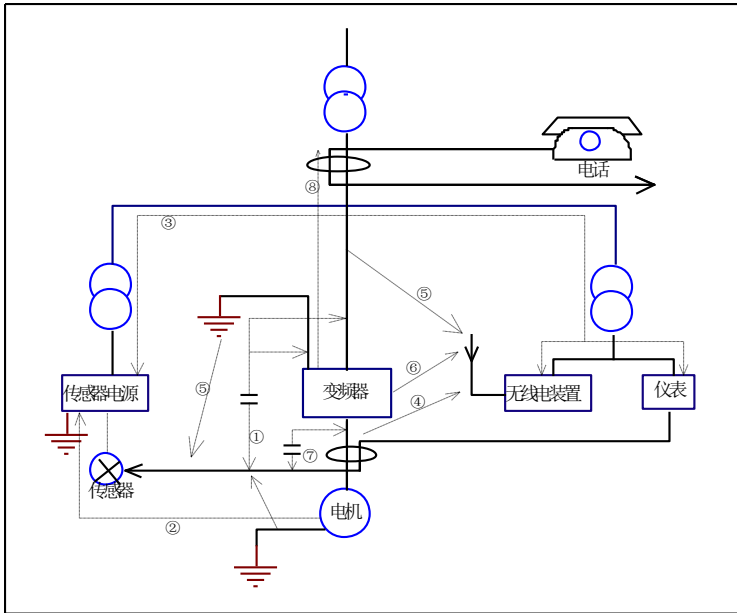 电话
⑧
③
⑤
⑥
⑤
传感器电源
变频器
无线电装置
仪表
④
①
⑦
传感器
电机
②